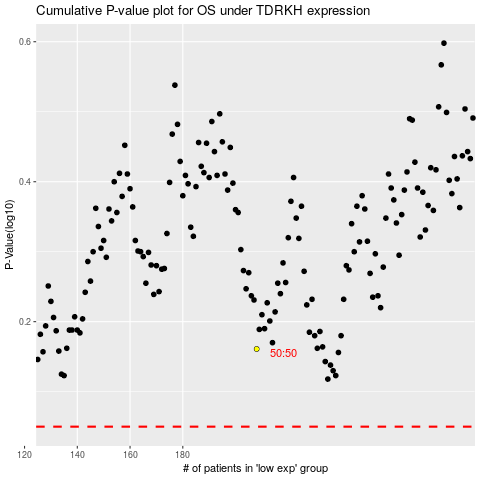 Cumulative P-value plot for OS under TDRKH expression
P-Value(log10)
0.6
0.4
0.2
50:50
120 140 160 180
# of patients in 'low exp' group